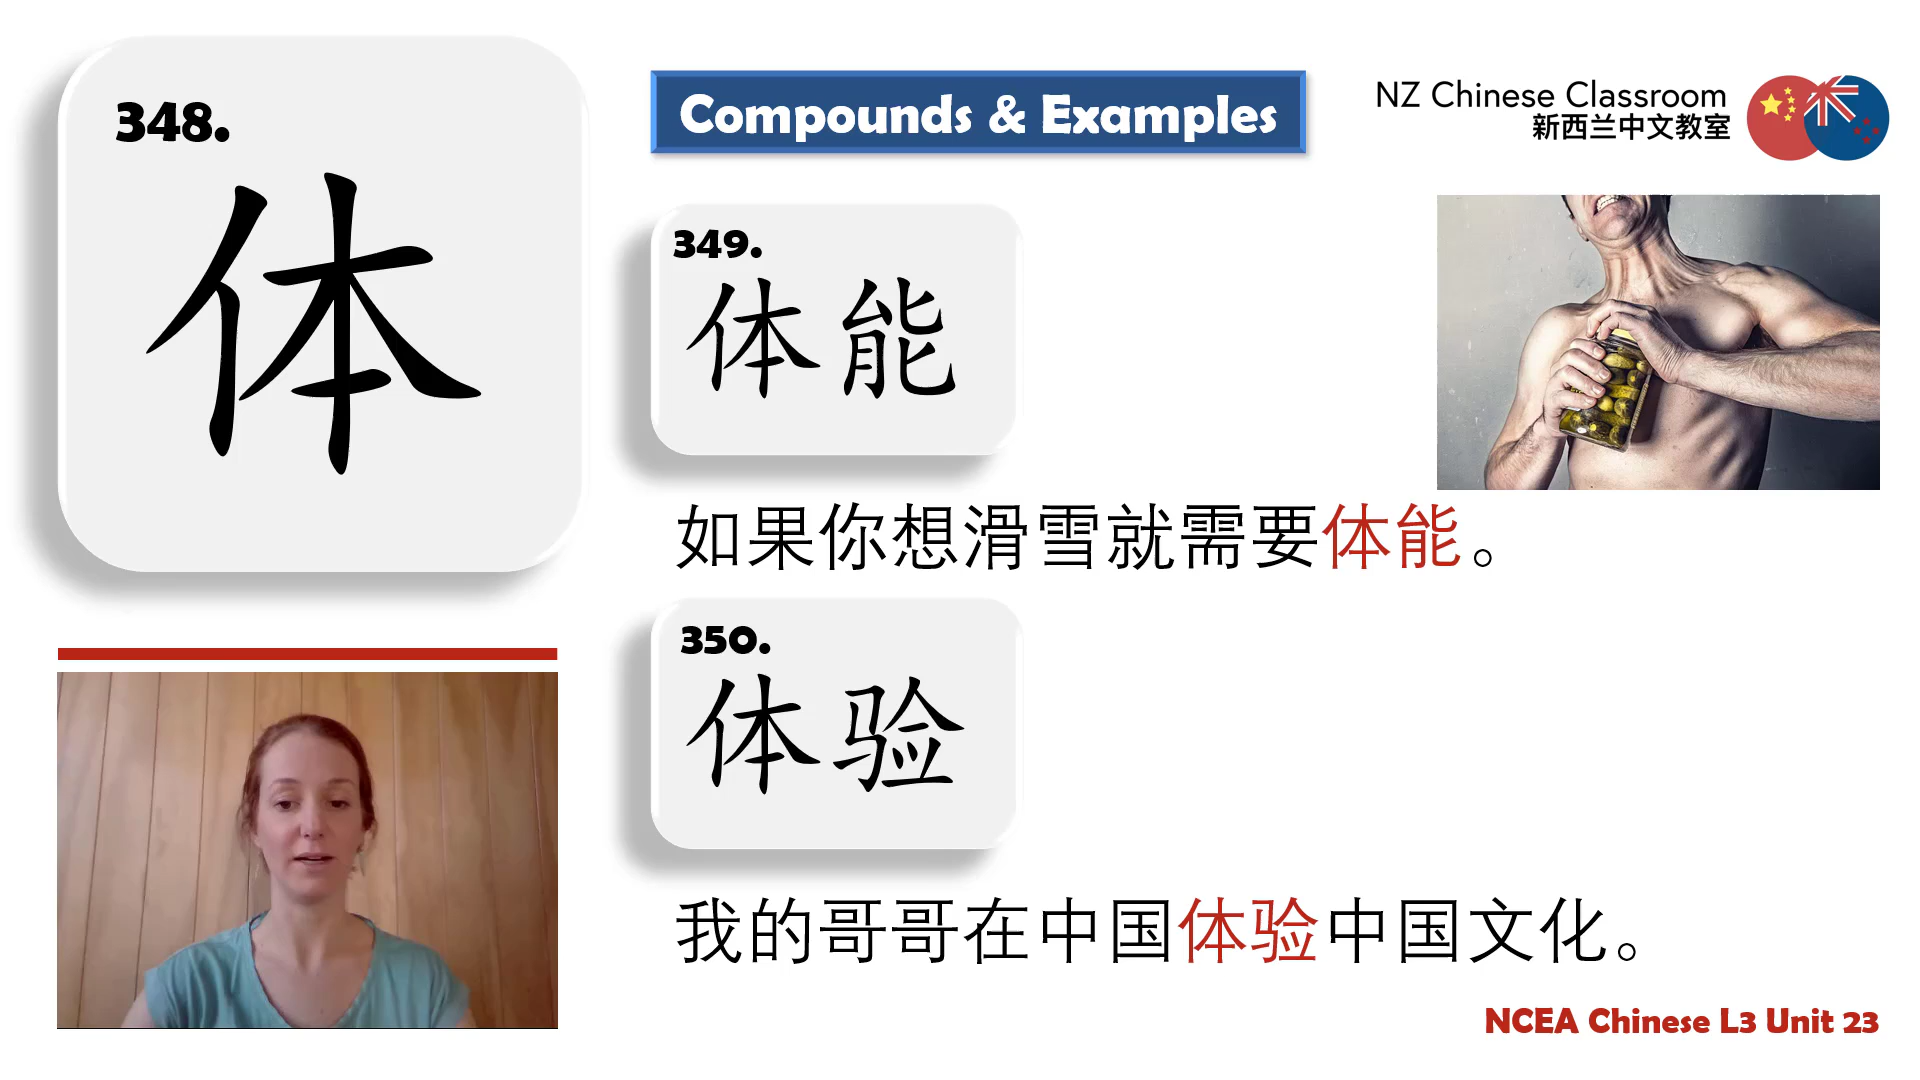 348.
体
Compounds & Examples
NZ Chinese Classroom
新西兰中文教室
349.
体能
如果你想滑雪就需要体能。
350.
体验
我的哥哥在中国体验中国文化。
NCEA Chinese L3 Unit 23